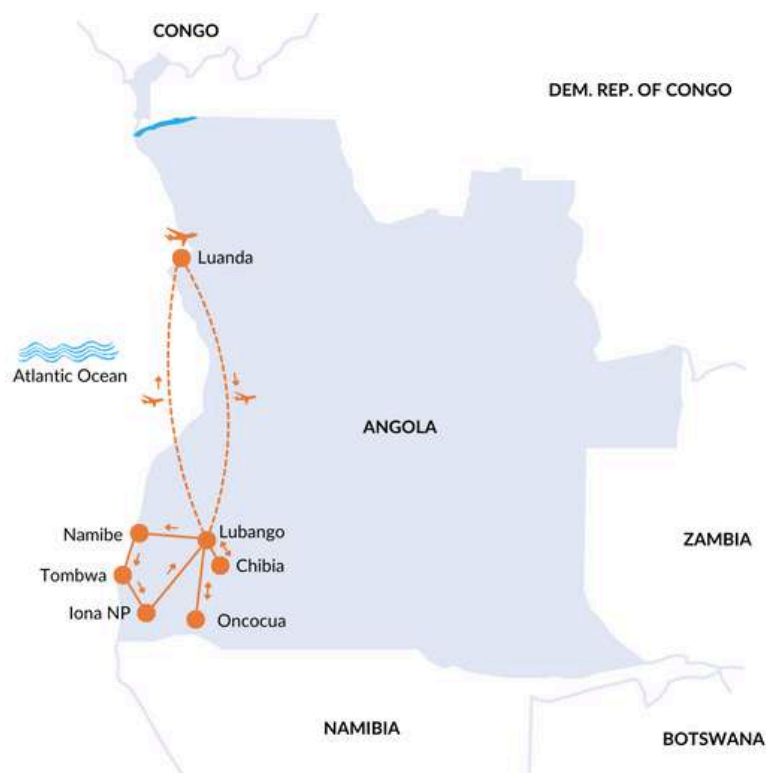 CONGO
DEM. REP. OF CONGO
Luanda
Atlantic Ocean
ANGOLA
Namibe
Lubango
ZAMBIA
Tombwa
Chibia
Iona NP
Oncocua
NAMIBIA
BOTSWANA